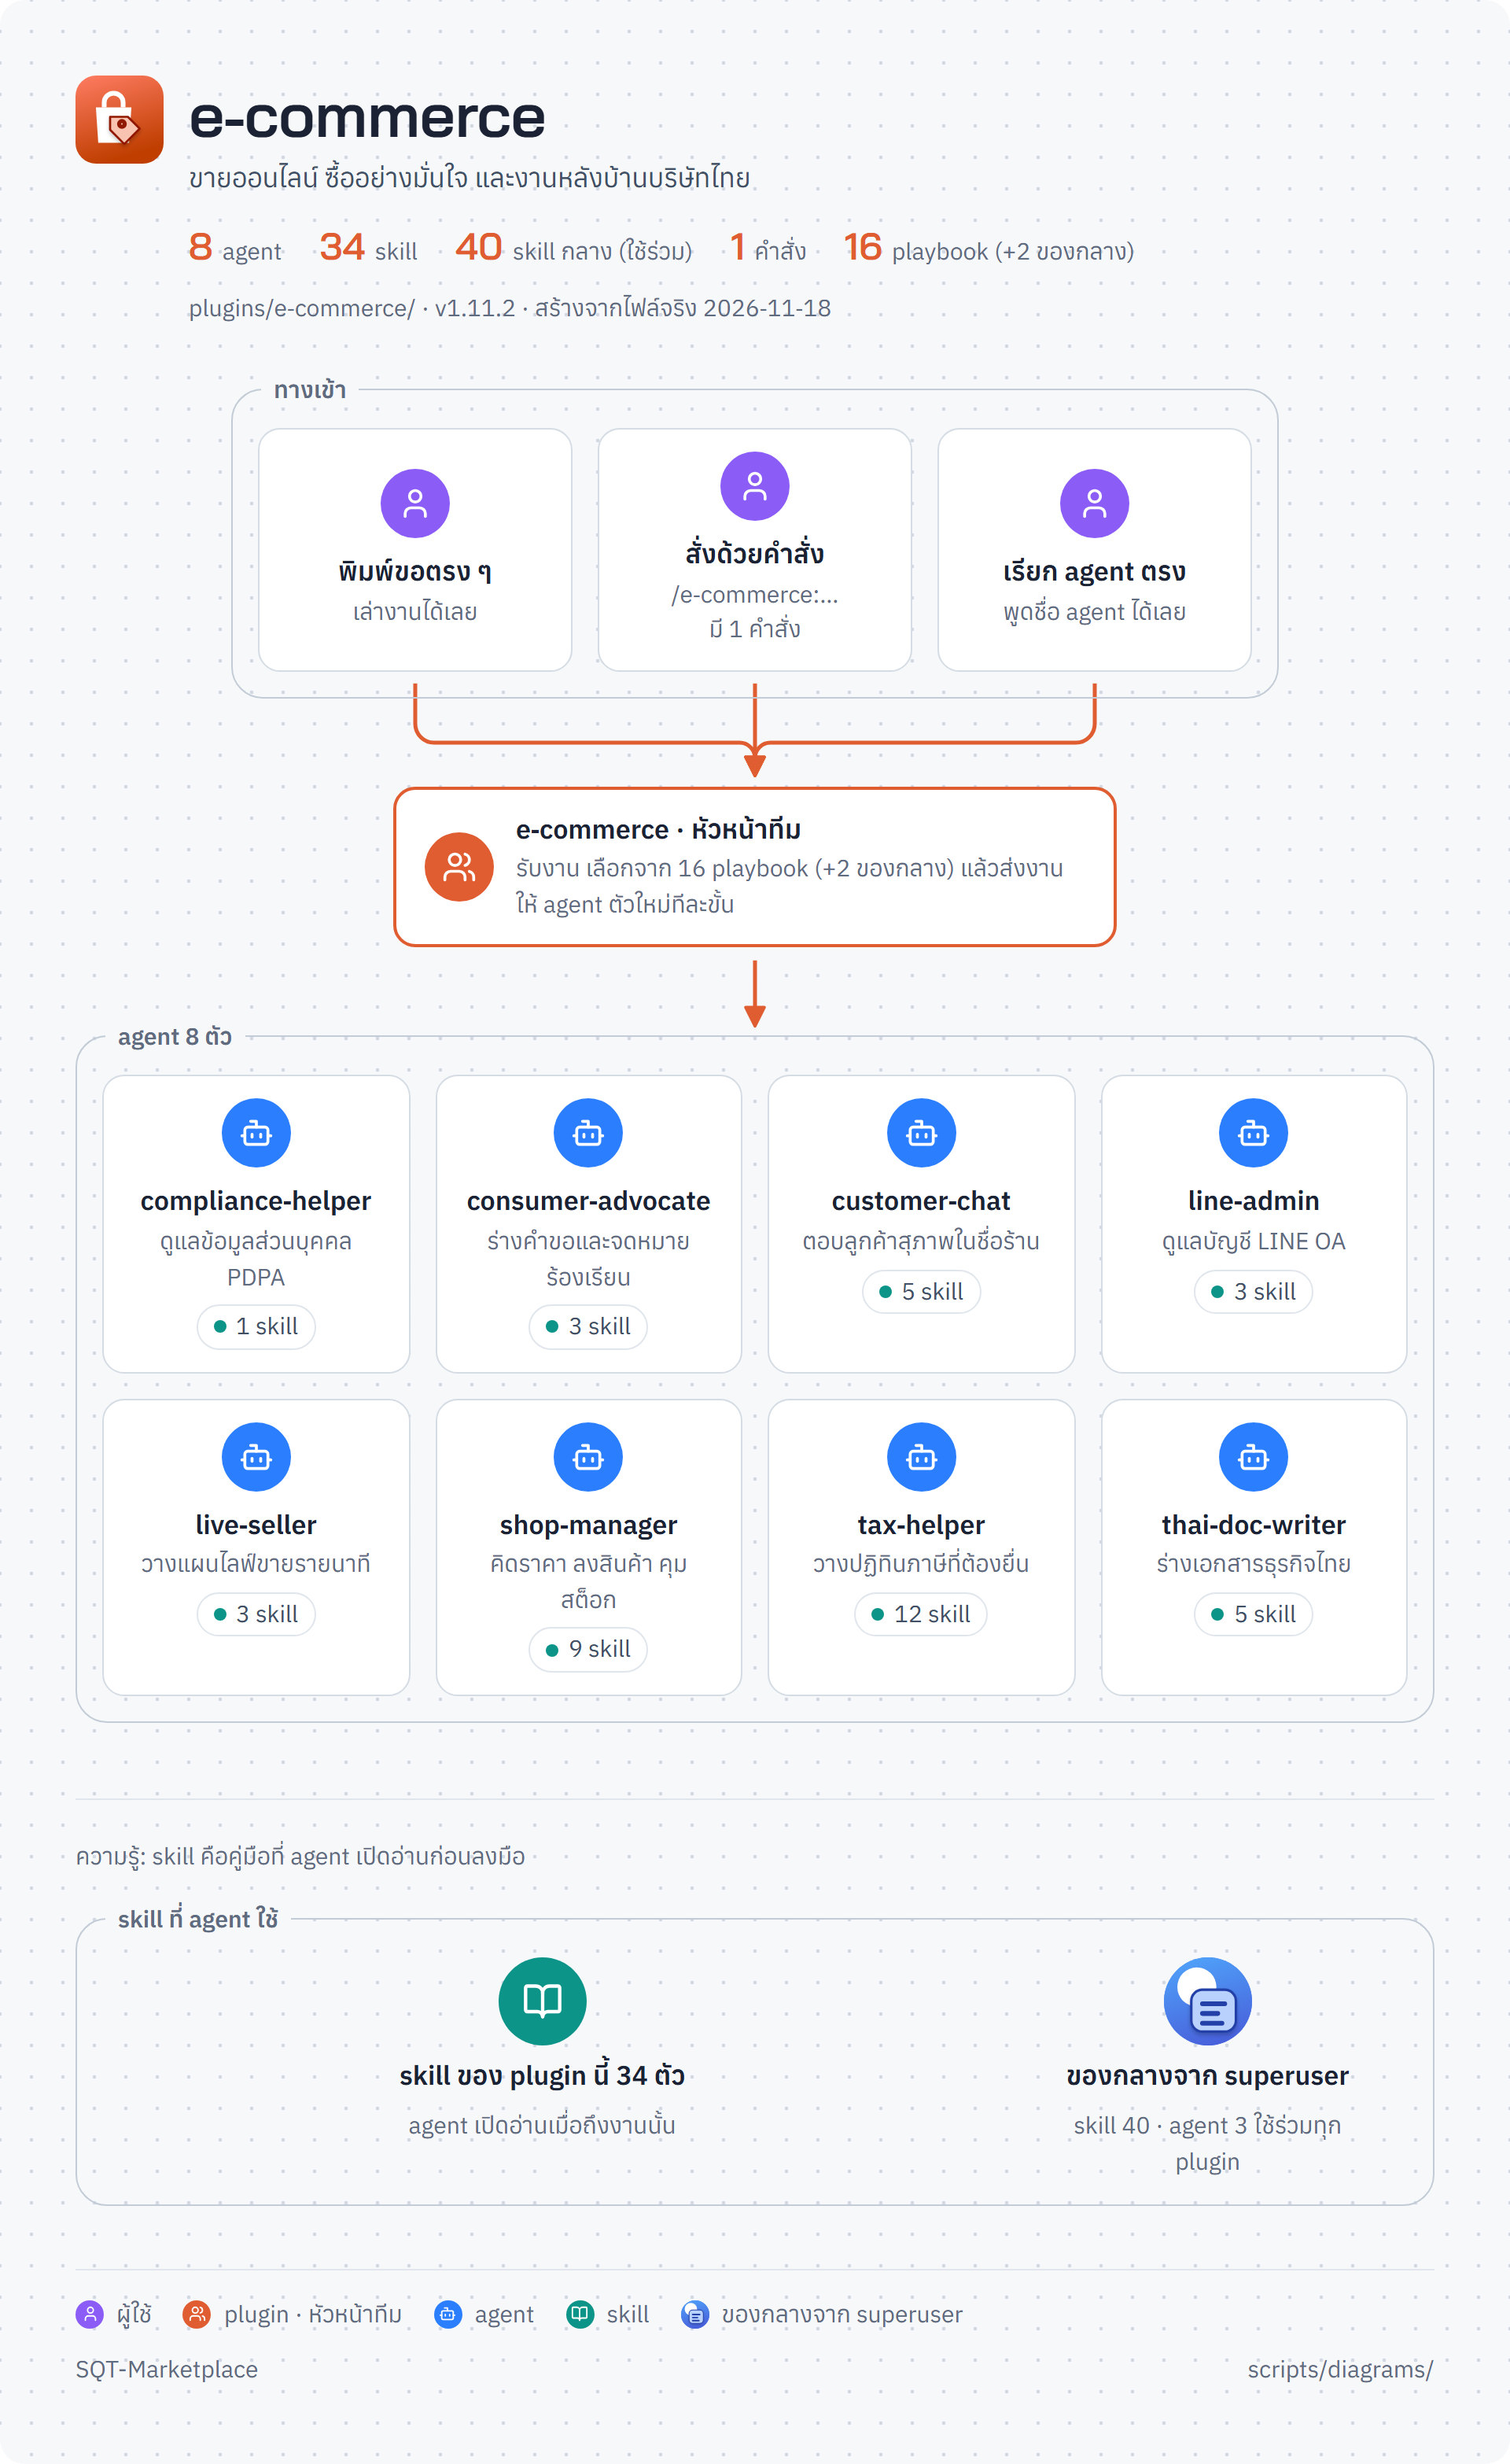 e-commerce
ขายออนไลน์ ซื้ออย่างมั่นใจ และงานหลังบ้านบริษัทไทย
8 agent 34 skill 40 skill กลาง (ใช้ร่วม) 1 คำสั่ง 16 playbook (+2 ของกลาง)
plugins/e-commerce/ · v1.11.2 · สร้างจากไฟล์จริง 2026-11-18
ทางเข้า
พิมพ์ขอตรง ๆ
เล่างานได้เลย
สั่งด้วยคำสั่ง
/e-commerce:...
มี 1 คำสั่ง
เรียก agent ตรง
พูดชื่อ agent ได้เลย
e-commerce · หัวหน้าทีม
รับงาน เลือกจาก 16 playbook (+2 ของกลาง) แล้วส่งงาน
ให้ agent ตัวใหม่ทีละขั้น
agent 8 ตัว
compliance-helper
ดูแลข้อมูลส่วนบุคคล
PDPA
1 skill
consumer-advocate
ร่างคำขอและจดหมาย
ร้องเรียน
3 skill
customer-chat
ตอบลูกค้าสุภาพในชื่อร้าน
5 skill
line-admin
ดูแลบัญชี LINE OA
3 skill
live-seller
วางแผนไลฟ์ขายรายนาที
3 skill
shop-manager
คิดราคา ลงสินค้า คุม
สต็อก
9 skill
tax-helper
วางปฏิทินภาษีที่ต้องยื่น
12 skill
thai-doc-writer
ร่างเอกสารธุรกิจไทย
5 skill
ความรู้: skill คือคู่มือที่ agent เปิดอ่านก่อนลงมือ
skill ที่ agent ใช้
skill ของ plugin นี้ 34 ตัว
agent เปิดอ่านเมื่อถึงงานนั้น
ของกลางจาก superuser
skill 40 · agent 3 ใช้ร่วมทุก
plugin
ผู้ใช้ plugin · หัวหน้าทีม agent skill ของกลางจาก superuser
SQT-Marketplace scripts/diagrams/